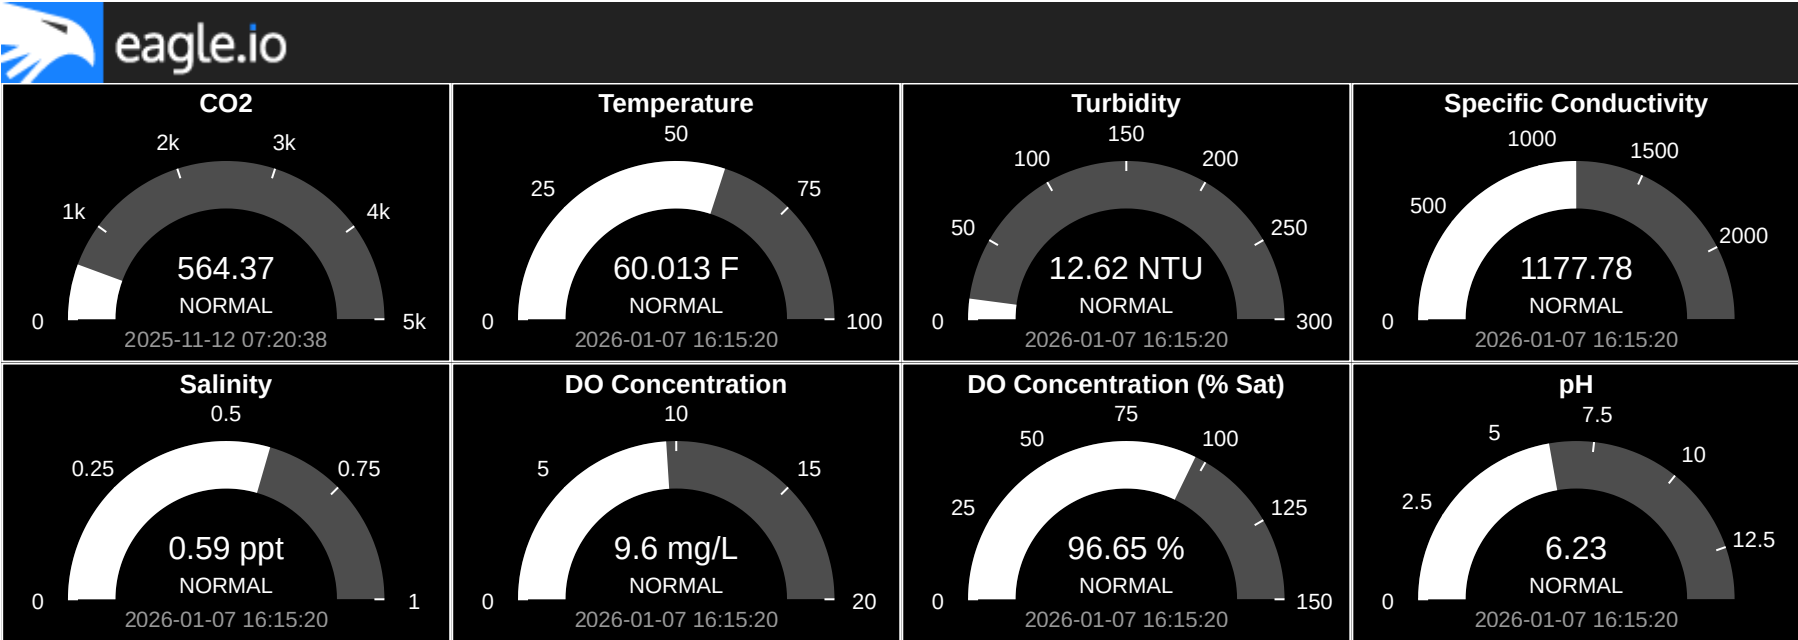 eagle.io
CO2
0
1k
2k
3k
4k
5k
564.37
NORMAL
2025-11-12 07:20:38
Temperature
0
25
50
75
100
60.013 F
NORMAL
2026-01-07 16:15:20
Turbidity
0
50
100
150
200
250
300
12.62 NTU
NORMAL
2026-01-07 16:15:20
Specific Conductivity
0
500
1000
1500
2000
1177.78
NORMAL
2026-01-07 16:15:20
Salinity
0
0.25
0.5
0.75
1
0.59 ppt
NORMAL
2026-01-07 16:15:20
DO Concentration
0
5
10
15
20
9.6 mg/L
NORMAL
2026-01-07 16:15:20
DO Concentration (% Sat)
0
25
50
75
100
125
150
96.65 %
NORMAL
2026-01-07 16:15:20
pH
0
2.5
5
7.5
10
12.5
6.23
NORMAL
2026-01-07 16:15:20